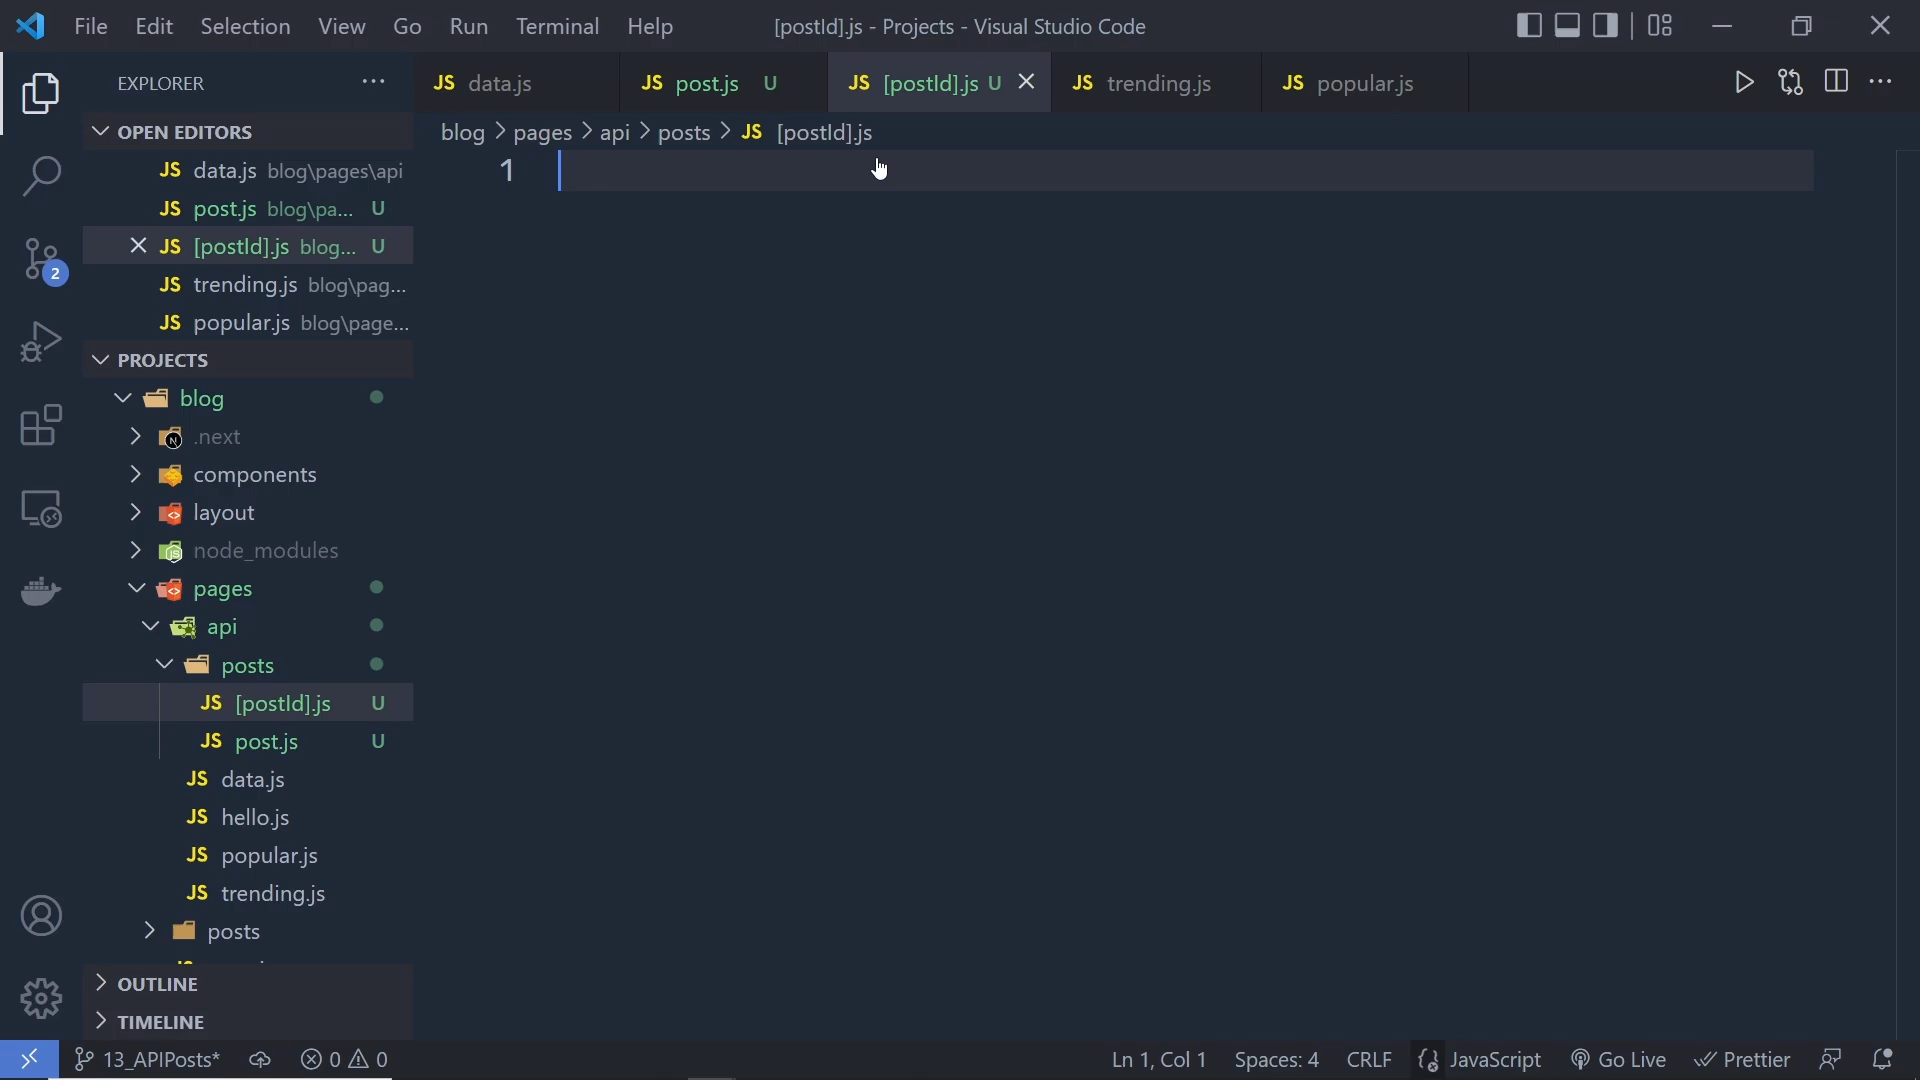 File Edit Selection View Go Run Terminal Help [postId].js - Projects - Visual Studio Code
EXPLORER
JS data.js JS post.js U JS [postId].js U JS trending.js JS popular.js
OPEN EDITORS
blog > pages > api > posts > JS [postId].js
1
JS data.js blog\pages\api
JS post.js blog\pa... U
JS [postId].js blog... U
JS trending.js blog\pag...
JS popular.js blog\page...
2
PROJECTS
blog
N .next
components
layout
JS node_modules
pages
api
posts
JS [postId].js U
JS post.js U
JS data.js
JS hello.js
JS popular.js
JS trending.js
posts
OUTLINE
TIMELINE
13_APIPosts* 0 0 Ln 1, Col 1 Spaces: 4 CRLF JavaScript Go Live Prettier